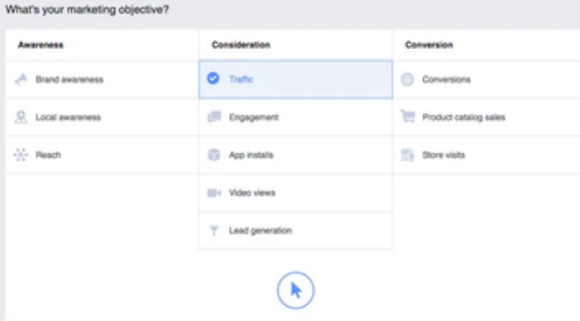 What's your marketing objective?
Awareness Consideration Conversion
Brand awareness Traffic Conversions
Local awareness Engagement Product catalog sales
Reach App installs Store visits
Video views
Lead generation